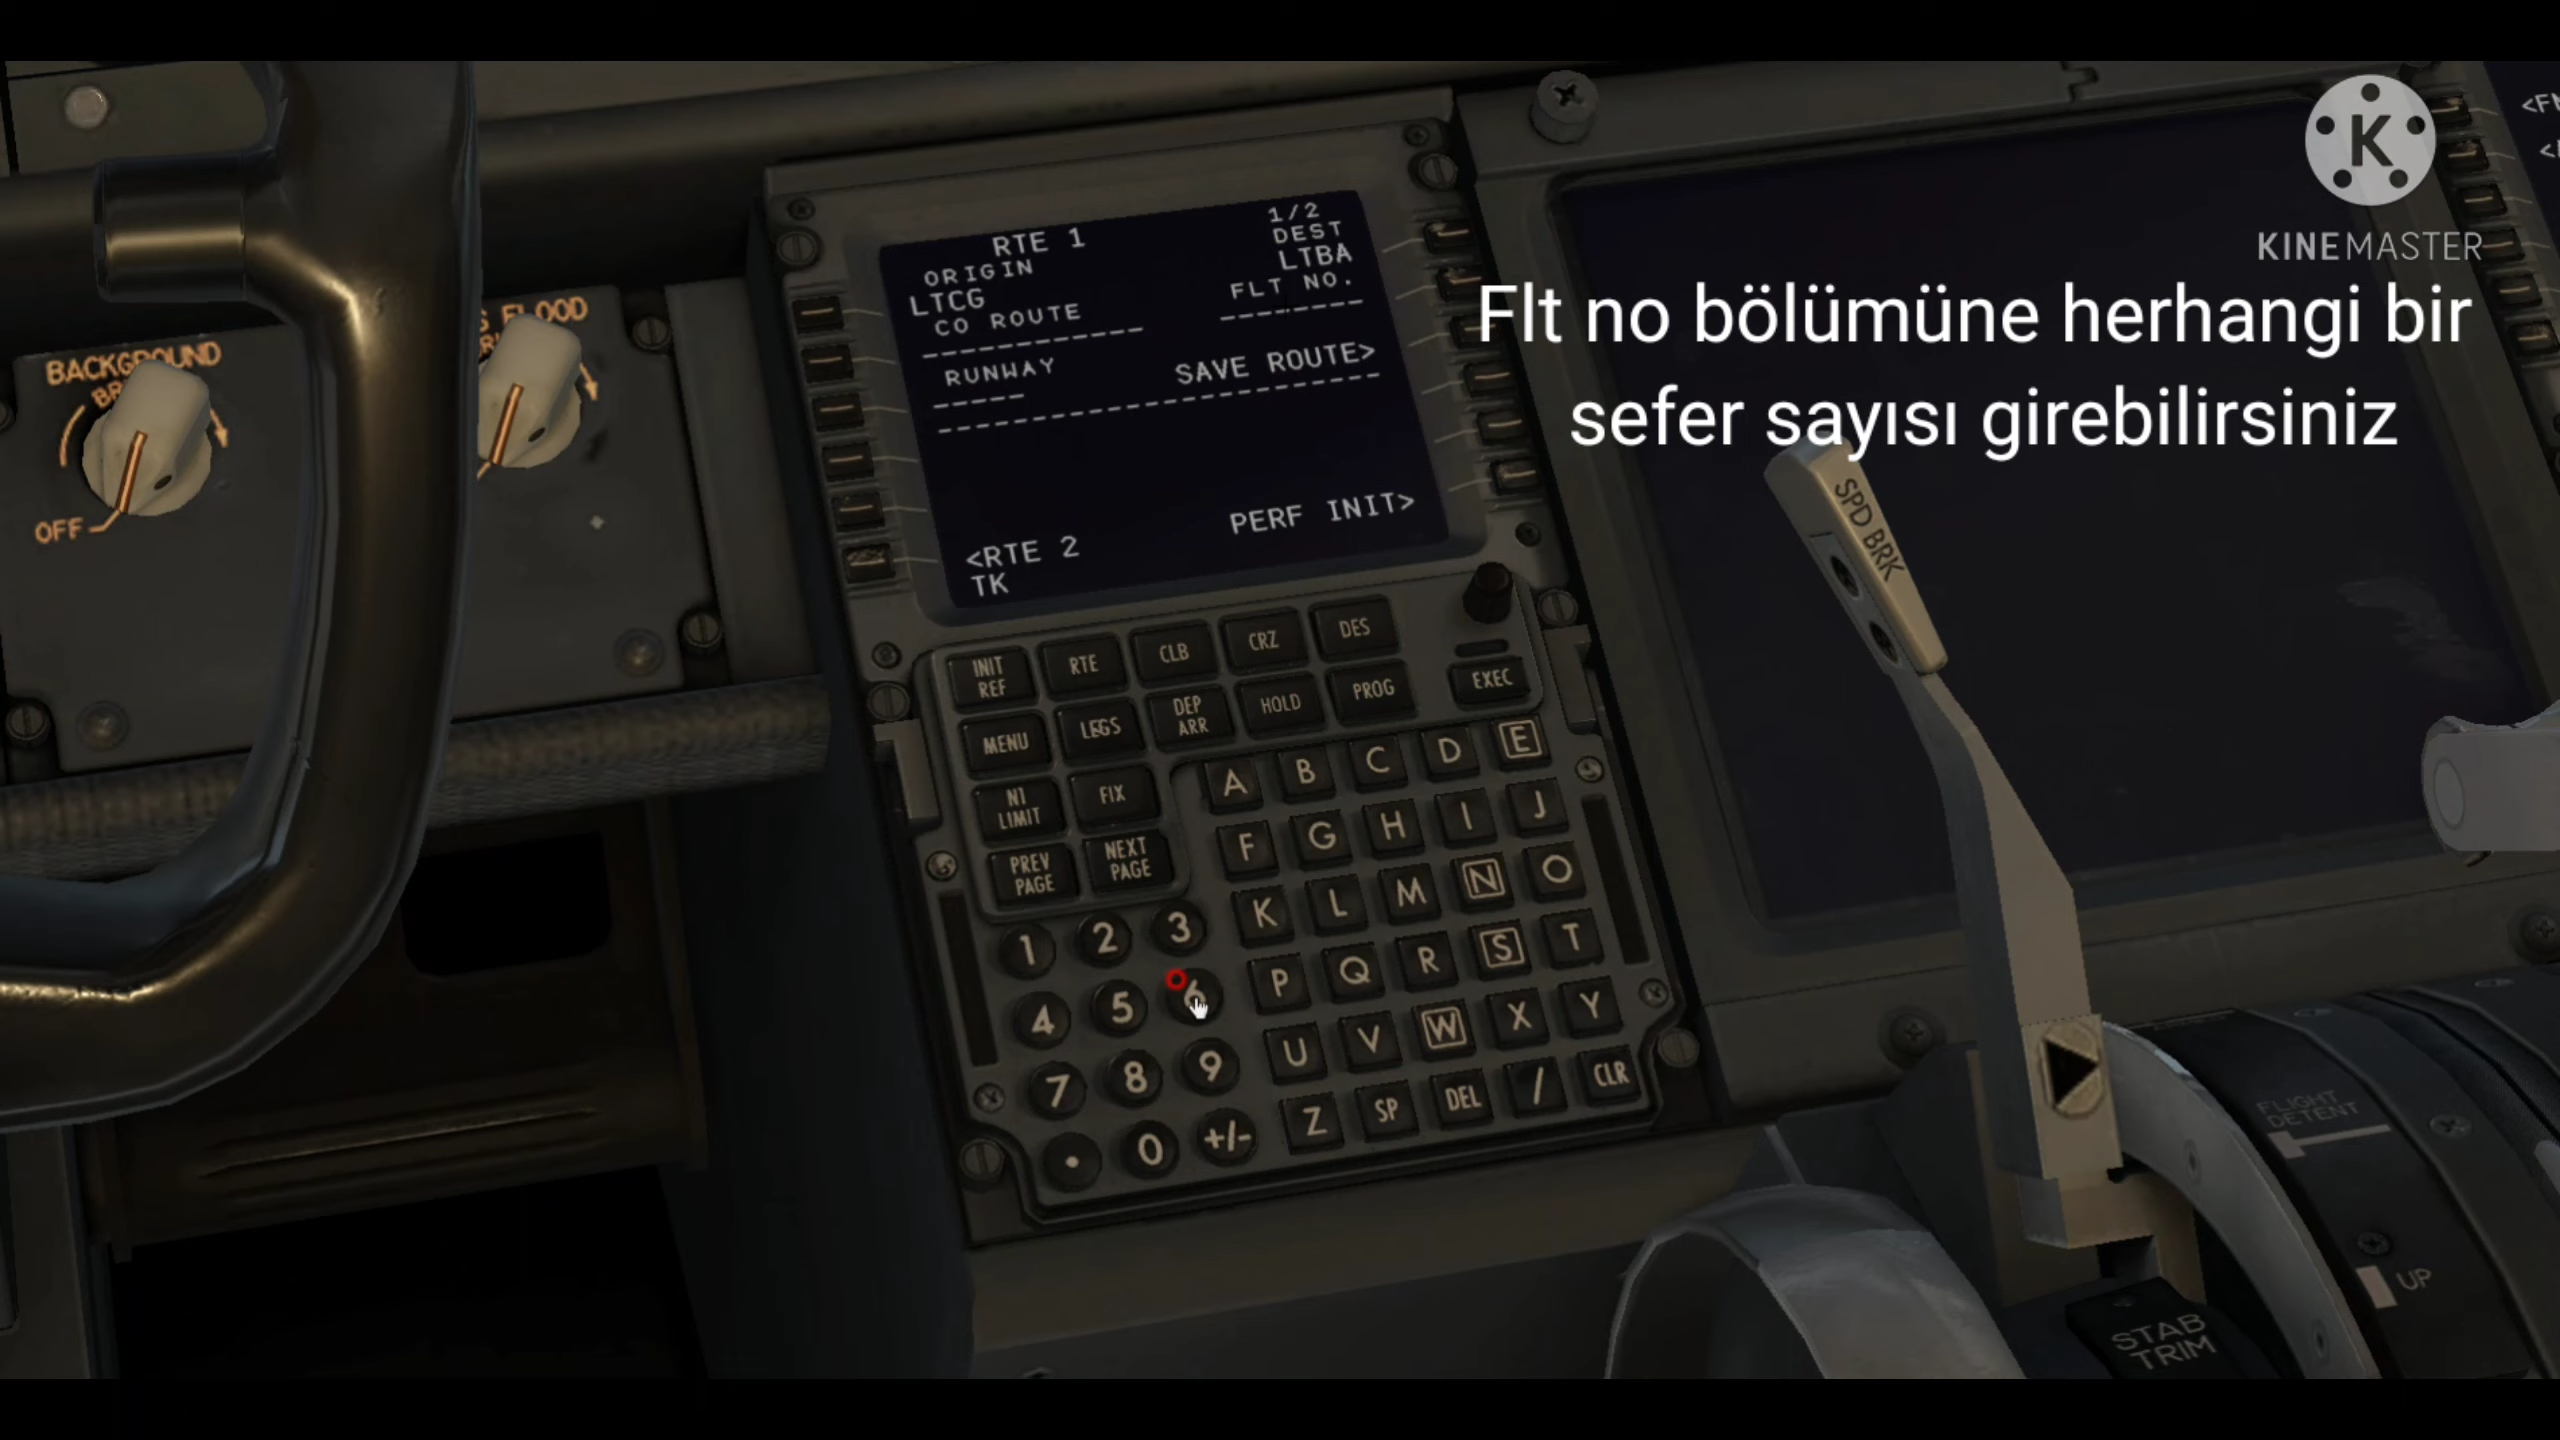 KINEMASTER
Flt no bölümüne herhangi bir
sefer sayısı girebilirsiniz
BACKGROUND
OFF
RTE 1 1/2
ORIGIN DEST
LTCG LTBA
CO ROUTE FLT NO.
------------ --------
RUNWAY SAVE ROUTE>
-----
<RTE 2 PERF INIT>
TK
INIT REF RTE CLB CRZ DES
MENU LEGS DEP ARR HOLD PROG EXEC
N1 LIMIT FIX
PREV PAGE NEXT PAGE
A B C D E
F G H I J
K L M N O
P Q R S T
U V W X Y
Z SP DEL / CLR
1 2 3
4 5 6
7 8 9
. 0 +/-
SPD BRK
FLIGHT
DETENT
UP
STAB
TRIM